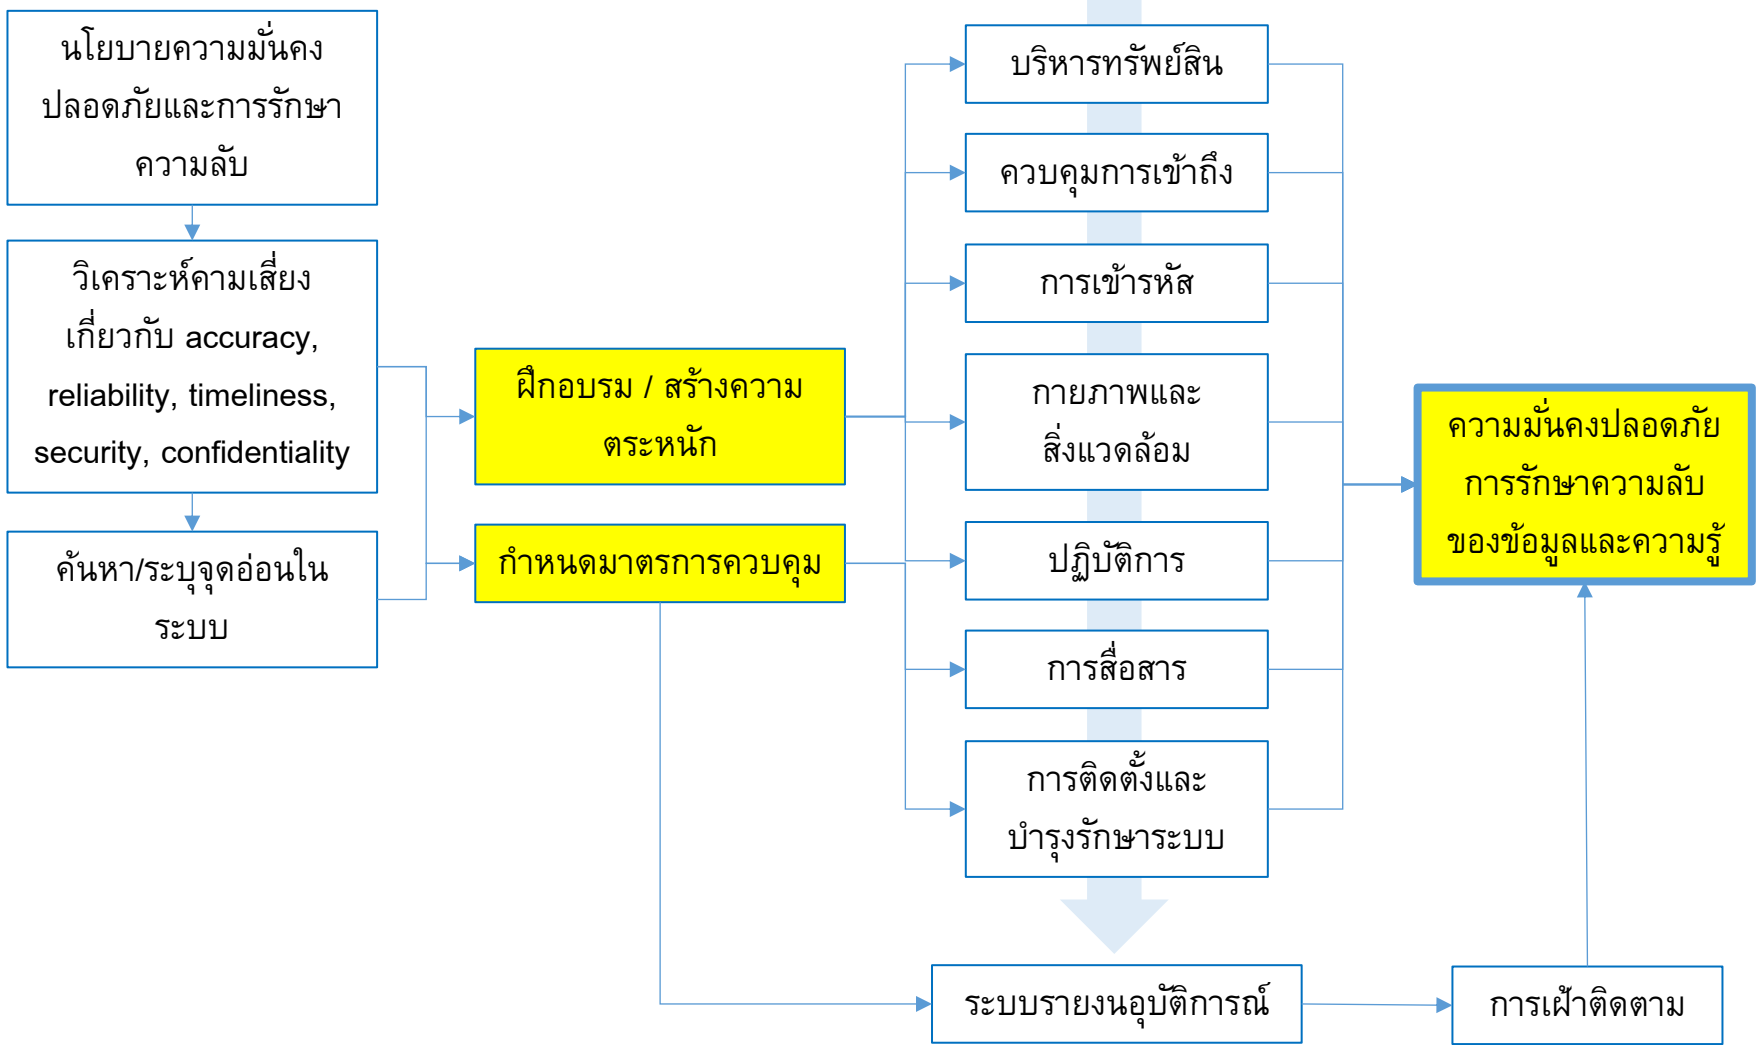 นโยบายความมั่นคง
ปลอดภัยและการรักษา
ความลับ
วิเคราะห์คามเสี่ยง
เกี่ยวกับ accuracy,
reliability, timeliness,
security, confidentiality
ค้นหา/ระบุจุดอ่อนใน
ระบบ
ฝึกอบรม / สร้างความ
ตระหนัก
กำหนดมาตรการควบคุม
บริหารทรัพย์สิน
ควบคุมการเข้าถึง
การเข้ารหัส
กายภาพและ
สิ่งแวดล้อม
ปฏิบัติการ
การสื่อสาร
การติดตั้งและ
บำรุงรักษาระบบ
ระบบรายงนอุบัติการณ์
ความมั่นคงปลอดภัย
การรักษาความลับ
ของข้อมูลและความรู้
การเฝ้าติดตาม